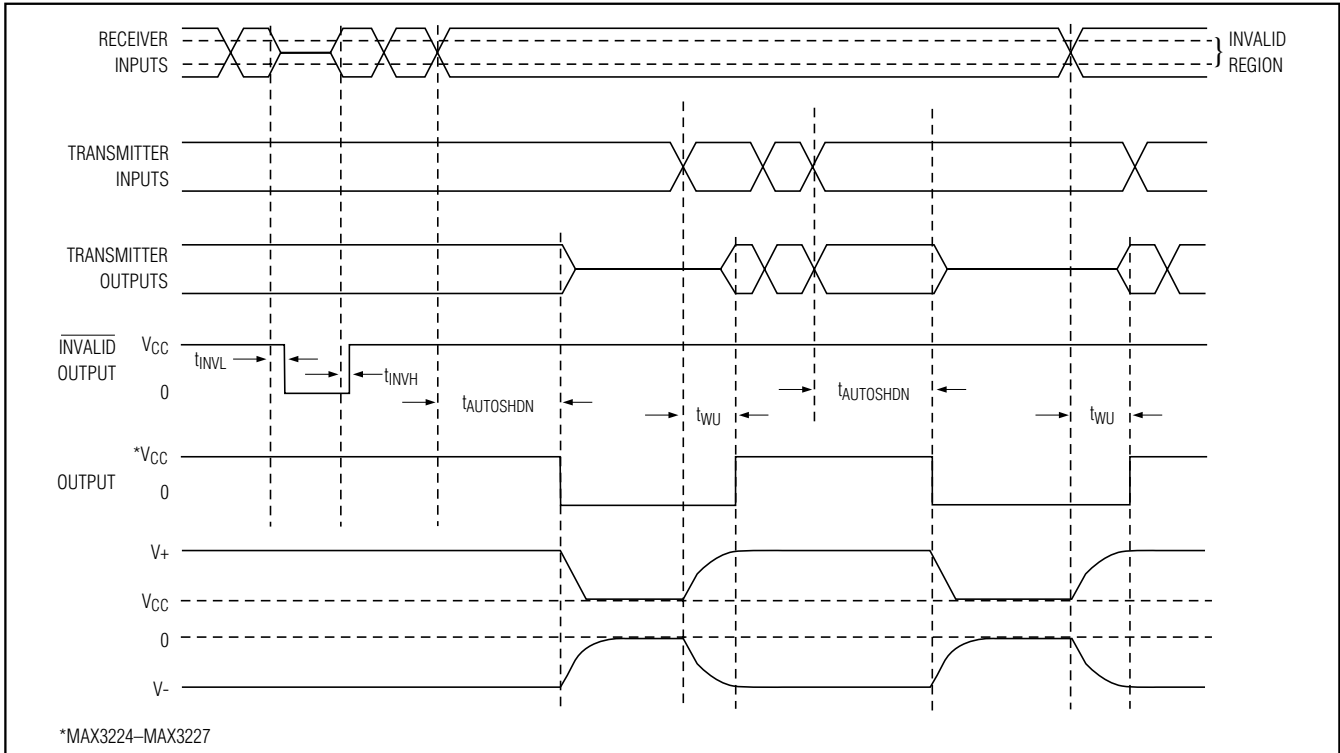 RECEIVER
INPUTS
INVALID
REGION
TRANSMITTER
INPUTS
TRANSMITTER
OUTPUTS
INVALID
OUTPUT
VCC
0
tINVL
tINVH
tAUTOSHDN
tWU
tAUTOSHDN
tWU
OUTPUT
*VCC
0
V+
VCC
0
V-
*MAX3224–MAX3227